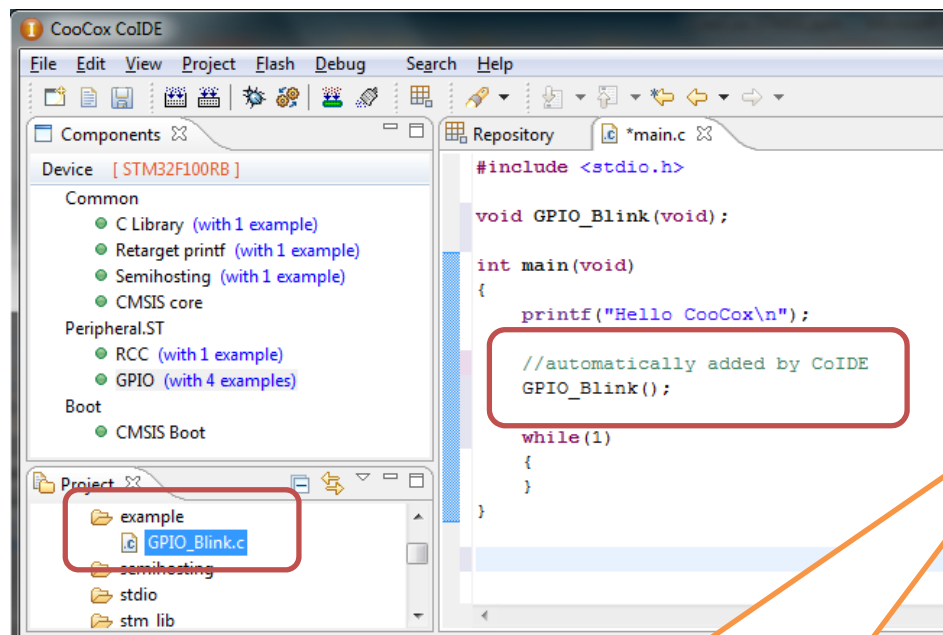 CooCox CoIDE
File Edit View Project Flash Debug Search Help
Components
Device [ STM32F100RB ]
Common
C Library (with 1 example)
Retarget printf (with 1 example)
Semihosting (with 1 example)
CMSIS core
Peripheral.ST
RCC (with 1 example)
GPIO (with 4 examples)
Boot
CMSIS Boot
Project
example
.c GPIO_Blink.c
semihosting
stdio
stm_lib
Repository .c *main.c
#include <stdio.h>
void GPIO_Blink(void);
int main(void)
{
printf("Hello CooCox\n");
//automatically added by CoIDE
GPIO_Blink();
while(1)
{
}
}